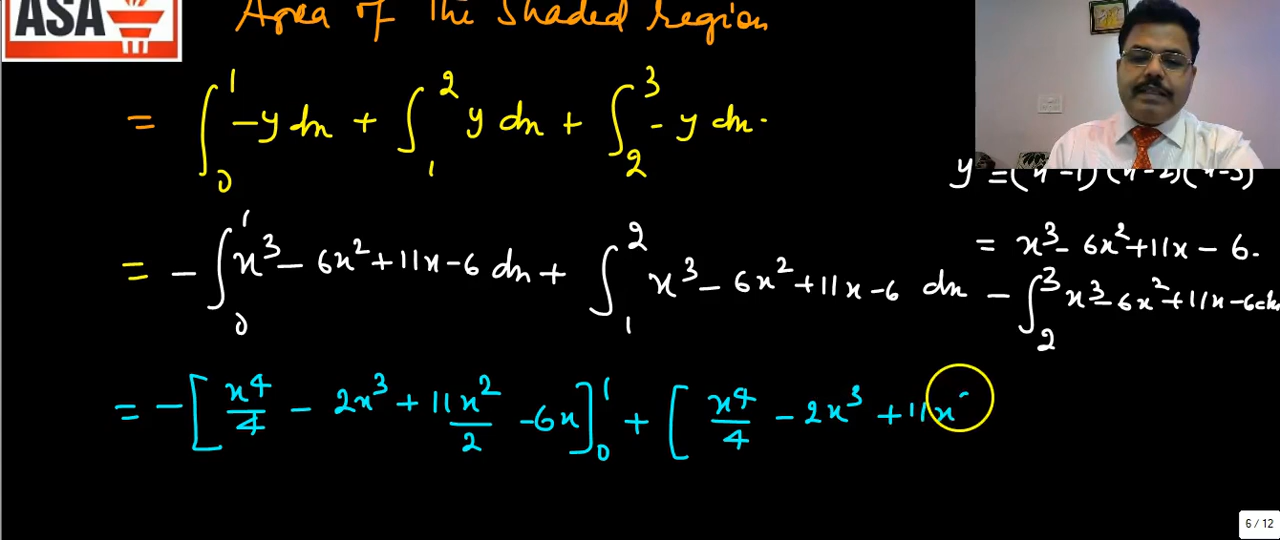 ASA
Area of The Shaded region
= ∫₀¹ -y dx + ∫₁² y dx + ∫₂³ - y dx.
y = (x-1)(x-2)(x-3)
= x³ - 6x² + 11x - 6.
= - ∫₀¹ x³ - 6x² + 11x - 6 dx + ∫₁² x³ - 6x² + 11x - 6 dx - ∫₂³ x³ - 6x² + 11x - 6 dx
= - [x⁴/4 - 2x³ + 11x²/2 - 6x]₀¹ + [x⁴/4 - 2x³ + 11x
6 / 12